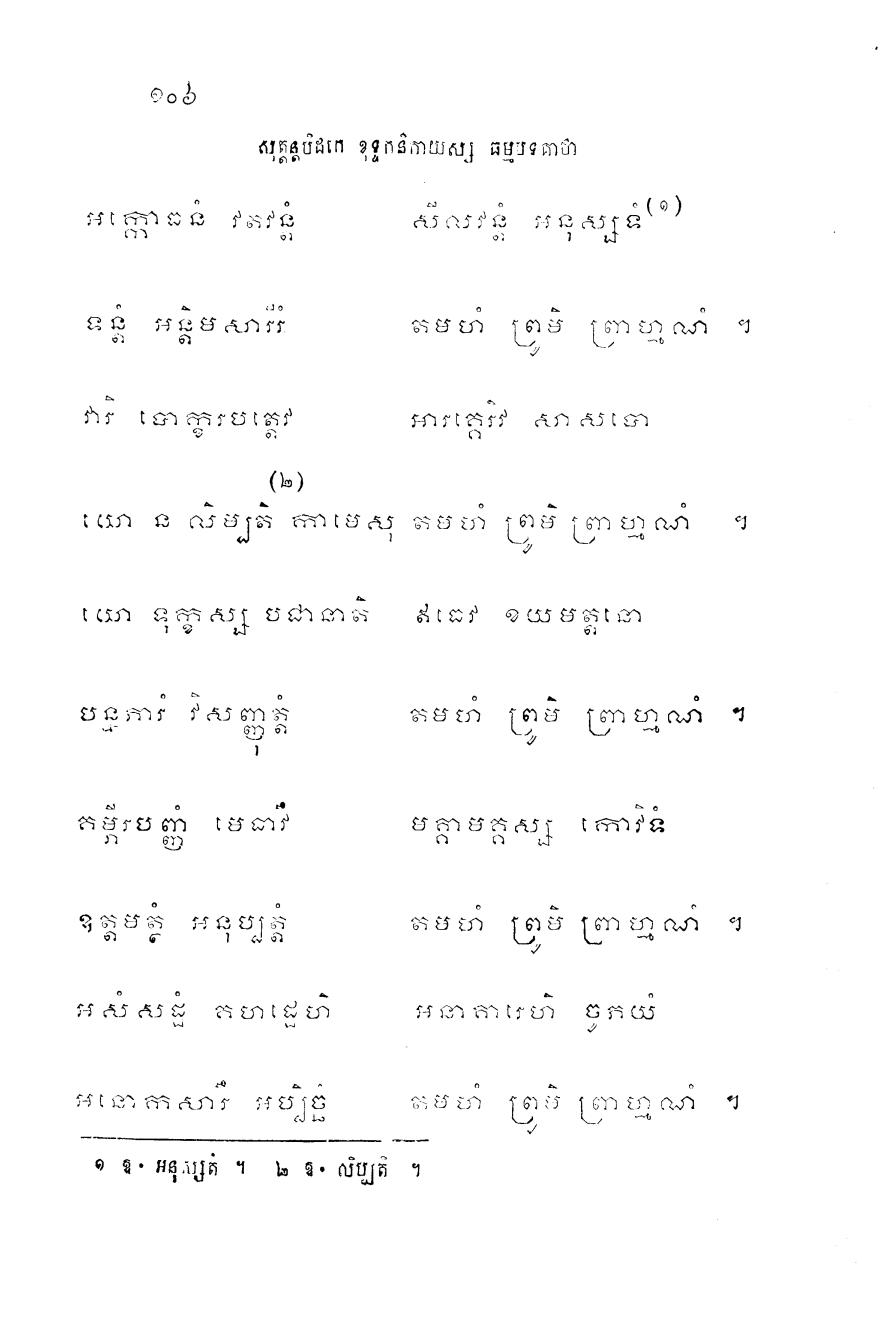 ១០៦
សុត្តន្តបិដកេ ខុទ្ទកនិកាយស្ស ធម្មបទគាថា
អក្កោធនំ វតវន្តំ សីលវន្តំ អនុស្សទំ(១)
ទន្តំ អន្តិមសារីរំ តមហំ ព្រូមិ ព្រាហ្មណំ ។
វារិ បោក្ខរបត្តេវ អារគ្គេរិវ សាសបោ
(២)
យោ ន លិម្បតិ កាមេសុ តមហំ ព្រូមិ ព្រាហ្មណំ ។
យោ ទុក្ខស្ស បជានាតិ ឥធេវ ខយមត្តនោ
បន្នភារំ វិសញ្ញុត្តំ តមហំ ព្រូមិ ព្រាហ្មណំ ។
គម្ភីរបញ្ញំ មេធាវឹ មគ្គាមគ្គស្ស កោវិទំ
ឧត្តមត្ថំ អនុប្បត្តំ តមហំ ព្រូមិ ព្រាហ្មណំ ។
អសំសដ្ឋំ គហដ្ឋេហិ អនាគារេហិ ចូភយំ
អនោកសារឹ អប្បិច្ឆំ តមហំ ព្រូមិ ព្រាហ្មណំ ។
១ ឱ. អនុស្សុតំ ។ ២ ឱ. លិប្បតិ ។